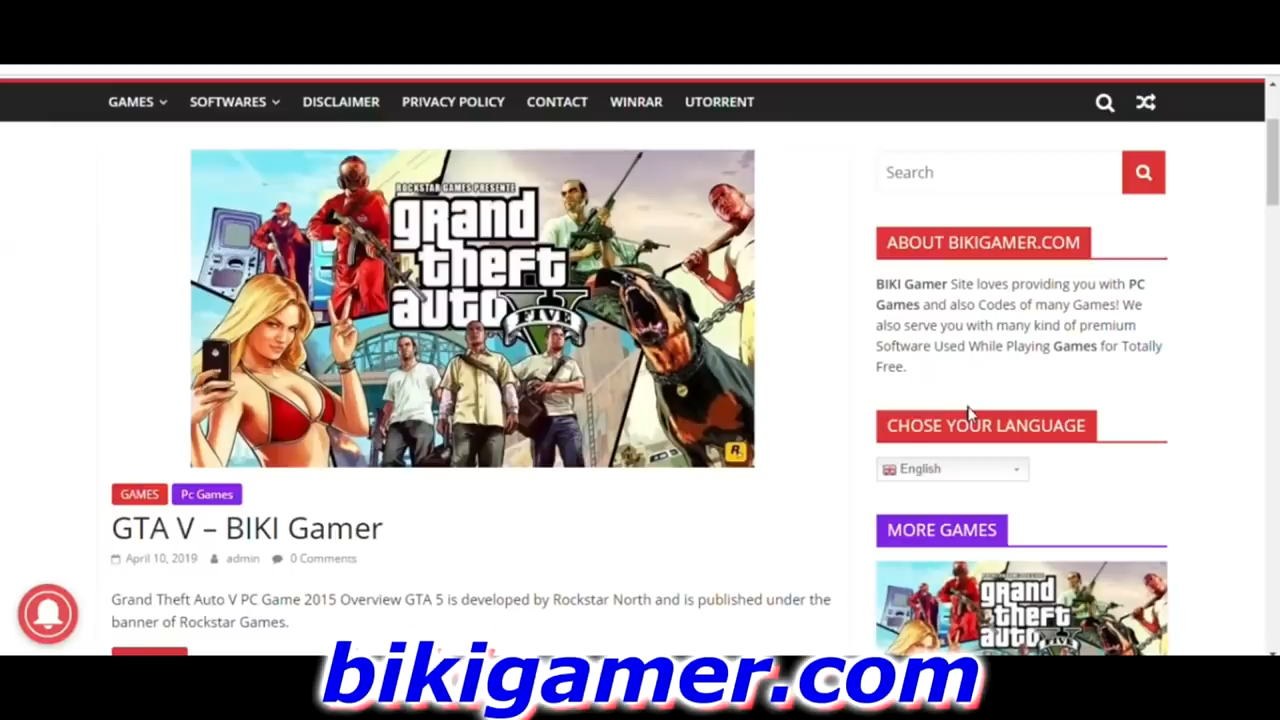 GAMES SOFTWARES DISCLAIMER PRIVACY POLICY CONTACT WINRAR UTORRENT
ROCKSTAR GAMES PRESENTE
grand
theft
auto
FIVE
R
GAMES Pc Games
GTA V – BIKI Gamer
April 10, 2019 admin 0 Comments
Grand Theft Auto V PC Game 2015 Overview GTA 5 is developed by Rockstar North and is published under the
banner of Rockstar Games.
Search
ABOUT BIKIGAMER.COM
BIKI Gamer Site loves providing you with PC
Games and also Codes of many Games! We
also serve you with many kind of premium
Software Used While Playing Games for Totally
Free.
CHOSE YOUR LANGUAGE
English
MORE GAMES
grand
theft
auto
bikigamer.com